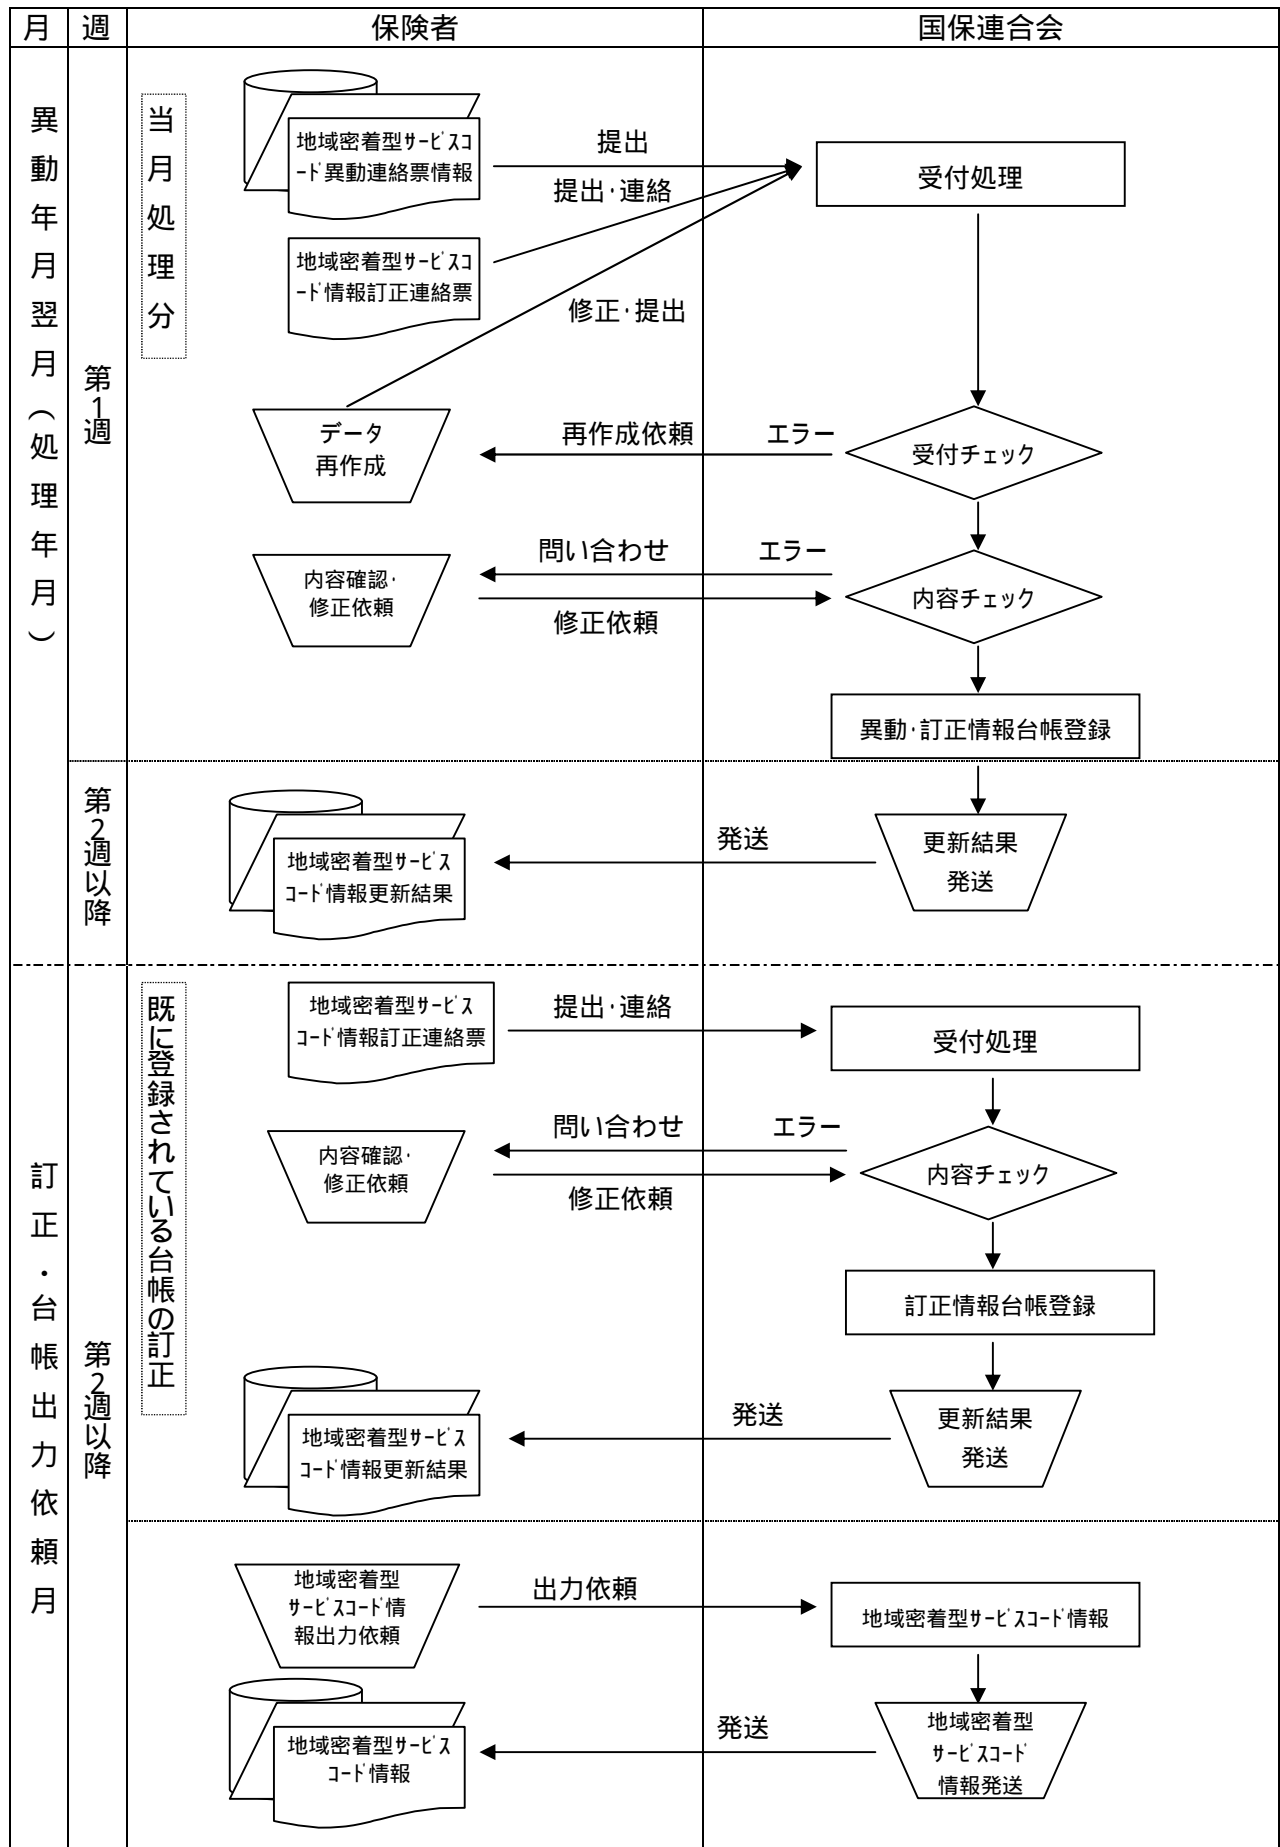 月 週 保険者 国保連合会
異動年月翌月（処理年月）
第1週
当月処理分
地域密着型ｻｰﾋﾞｽｺ
ｰﾄﾞ異動連絡票情報
提出
受付処理
提出・連絡
地域密着型ｻｰﾋﾞｽｺ
ｰﾄﾞ情報訂正連絡票
修正・提出
データ
再作成
再作成依頼
エラー
受付チェック
問い合わせ
エラー
内容確認・
修正依頼
修正依頼
内容チェック
異動・訂正情報台帳登録
第2週以降
地域密着型ｻｰﾋﾞｽ
ｺｰﾄﾞ情報更新結果
発送
更新結果
発送
訂正・台帳出力依頼月
第2週以降
既に登録されている台帳の訂正
地域密着型ｻｰﾋﾞｽ
ｺｰﾄﾞ情報訂正連絡票
提出・連絡
受付処理
問い合わせ
エラー
内容確認・
修正依頼
修正依頼
内容チェック
訂正情報台帳登録
地域密着型ｻｰﾋﾞｽ
ｺｰﾄﾞ情報更新結果
発送
更新結果
発送
地域密着型
ｻｰﾋﾞｽｺｰﾄﾞ情
報出力依頼
出力依頼
地域密着型ｻｰﾋﾞｽｺｰﾄﾞ情報
地域密着型ｻｰﾋﾞｽ
ｺｰﾄﾞ情報
発送
地域密着型
ｻｰﾋﾞｽｺｰﾄﾞ
情報発送